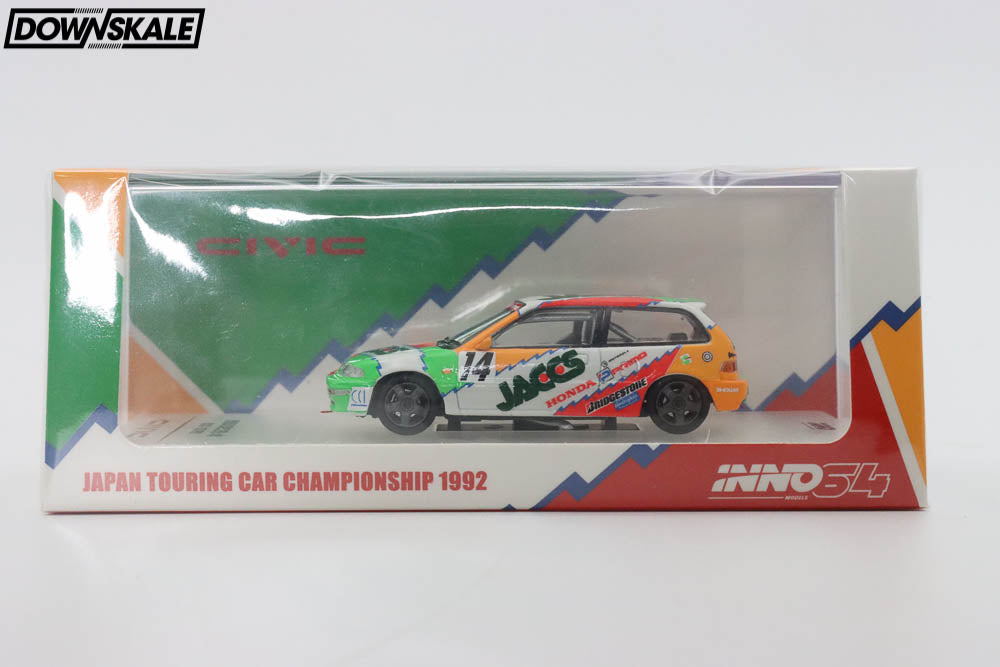 DOWNSKALE
CIVIC
14
JACCS
HONDA
BRIDGESTONE
JAPAN TOURING CAR CHAMPIONSHIP 1992
INNO64
MODELS